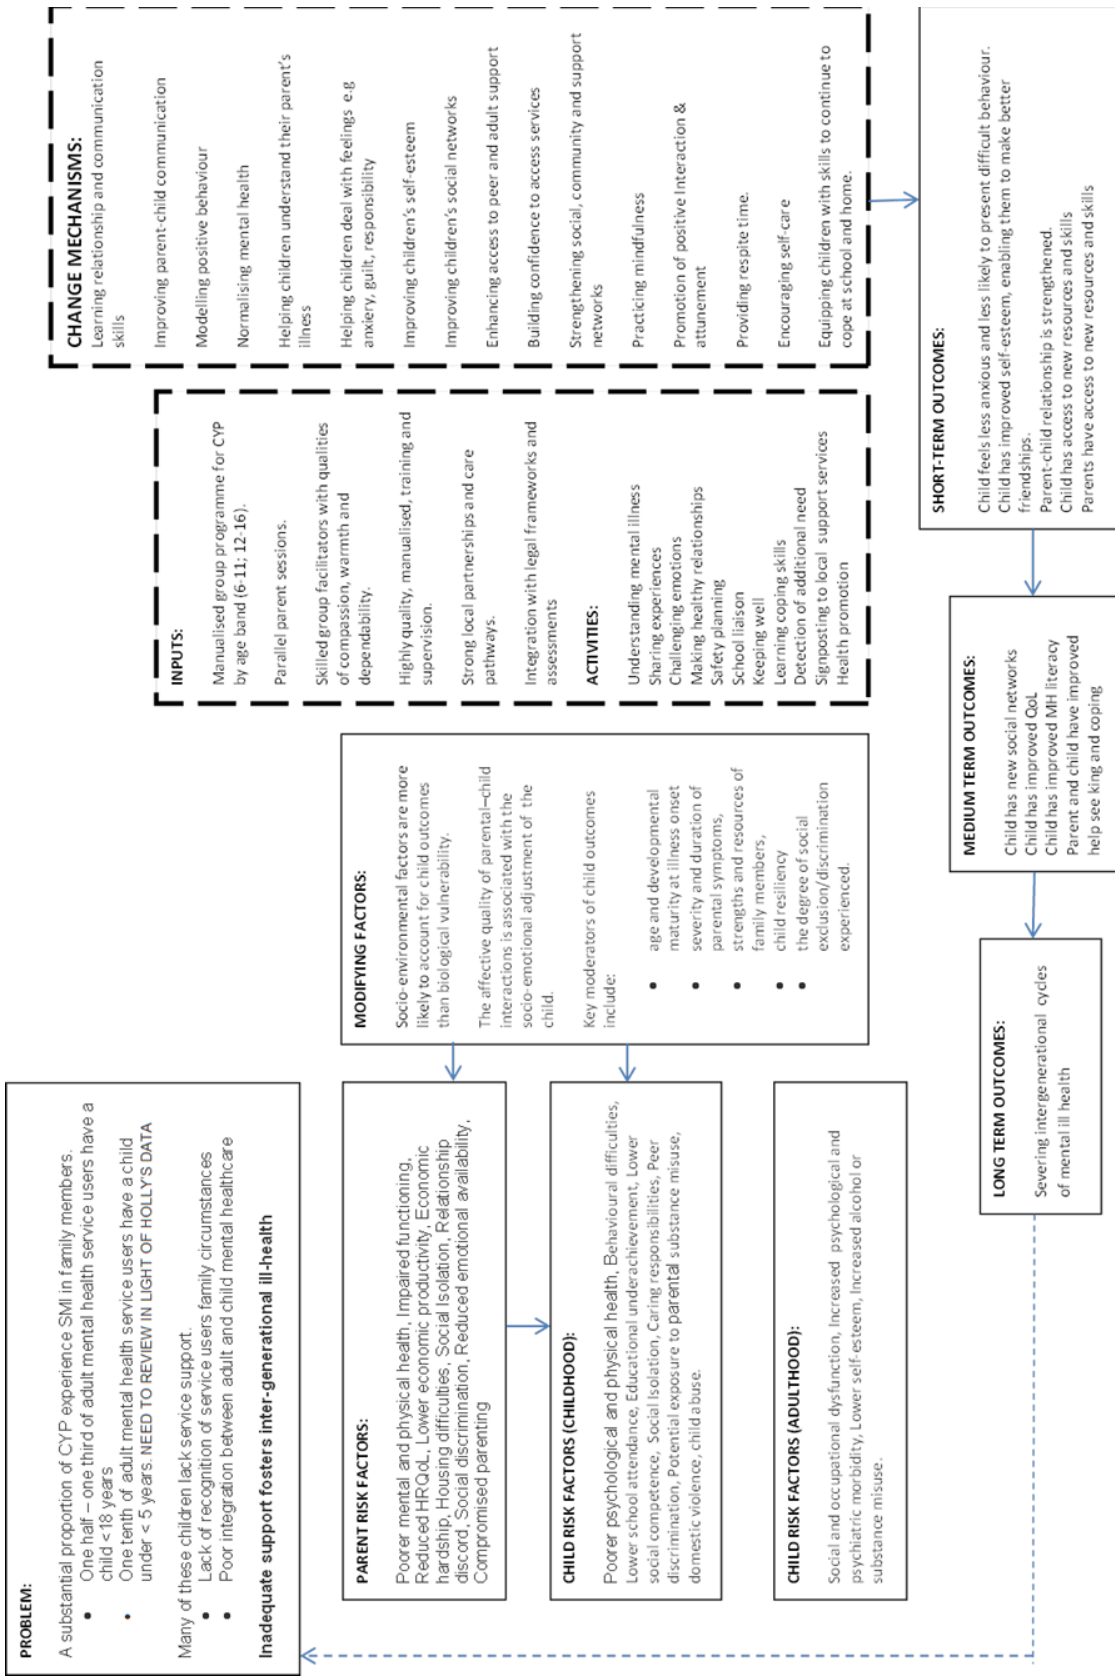 PROBLEM:
A substantial proportion of CYP experience SMI in family members.
• One half – one third of adult mental health service users have a
child <18 years
• One tenth of adult mental health service users have a child
under < 5 years. NEED TO REVIEW IN LIGHT OF HOLLY'S DATA
Many of these children lack service support.
• Lack of recognition of service users family circumstances
• Poor integration between adult and child mental healthcare
Inadequate support fosters inter-generational ill-health
PARENT RISK FACTORS:
Poorer mental and physical health, Impaired functioning,
Reduced HRQoL. Lower economic productivity, Economic
hardship, Housing difficulties, Social Isolation, Relationship
discord, Social discrimination, Reduced emotional availability,
Compromised parenting
CHILD RISK FACTORS (CHILDHOOD):
Poorer psychological and physical health, Behavioural difficulties,
Lower school attendance, Educational underachievement, Lower
social competence, Social Isolation, Caring responsibilities, Peer
discrimination, Potential exposure to parental substance misuse,
domestic violence, child abuse.
CHILD RISK FACTORS (ADULTHOOD):
Social and occupational dysfunction, Increased psychological and
psychiatric morbidity, Lower self-esteem, Increased alcohol or
substance misuse.
MODIFYING FACTORS:
Socio-environmental factors are more
likely to account for child outcomes
than biological vulnerability.
The affective quality of parental–child
interactions is associated with the
socio-emotional adjustment of the
child.
Key moderators of child outcomes
include:
• age and developmental
maturity at illness onset
• severity and duration of
parental symptoms,
• strengths and resources of
family members,
• child resiliency
• the degree of social
exclusion/discrimination
experienced.
INPUTS:
Manualised group programme for CYP
by age band (6-11; 12-16).
Parallel parent sessions.
Skilled group facilitators with qualities
of compassion, warmth and
dependability.
Highly quality, manualised, training and
supervision.
Strong local partnerships and care
pathways.
Integration with legal frameworks and
assessments
ACTIVITIES:
Understanding mental illness
Sharing experiences
Challenging emotions
Making healthy relationships
Safety planning
School liaison
Keeping well
Learning coping skills
Detection of additional need
Signposting to local support services
Health promotion
CHANGE MECHANISMS:
Learning relationship and communication
skills
Improving parent-child communication
Modelling positive behaviour
Normalising mental health
Helping children understand their parent's
illness
Helping children deal with feelings e.g
anxiery, guilt, responsibility
Improving children's self-esteem
Improving children's social networks
Enhancing access to peer and adult support
Building confidence to access services
Strengthening social, community and support
networks
Practicing mindfulness
Promotion of positive Interaction &
attunement
Providing respite time.
Encouraging self-care
Equipping children with skills to continue to
cope at school and home.
SHORT-TERM OUTCOMES:
Child feels less anxious and less likely to present difficult behaviour.
Child has improved self-esteem, enabling them to make better
friendships.
Parent-child relationship is strengthened.
Child has access to new resources and skills
Parents have access to new resources and skills
MEDIUM TERM OUTCOMES:
Child has new social networks
Child has improved QoL
Child has improved MH literacy
Parent and child have improved
help see king and coping
LONG TERM OUTCOMES:
Severing intergenerational cycles
of mental ill health